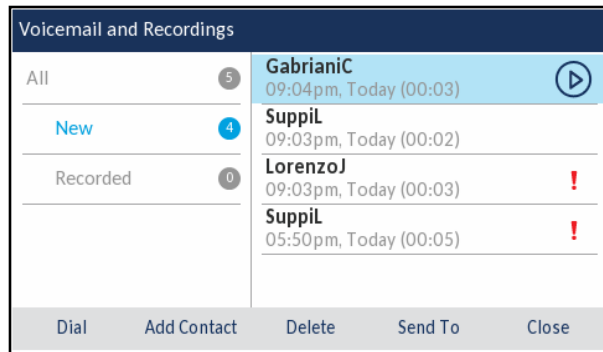 Voicemail and Recordings
All 5
New 4
Recorded 0
GabrianiC
09:04pm, Today (00:03)
SuppiL
09:03pm, Today (00:02)
LorenzoJ
09:03pm, Today (00:03)
!
SuppiL
05:50pm, Today (00:05)
!
Dial Add Contact Delete Send To Close